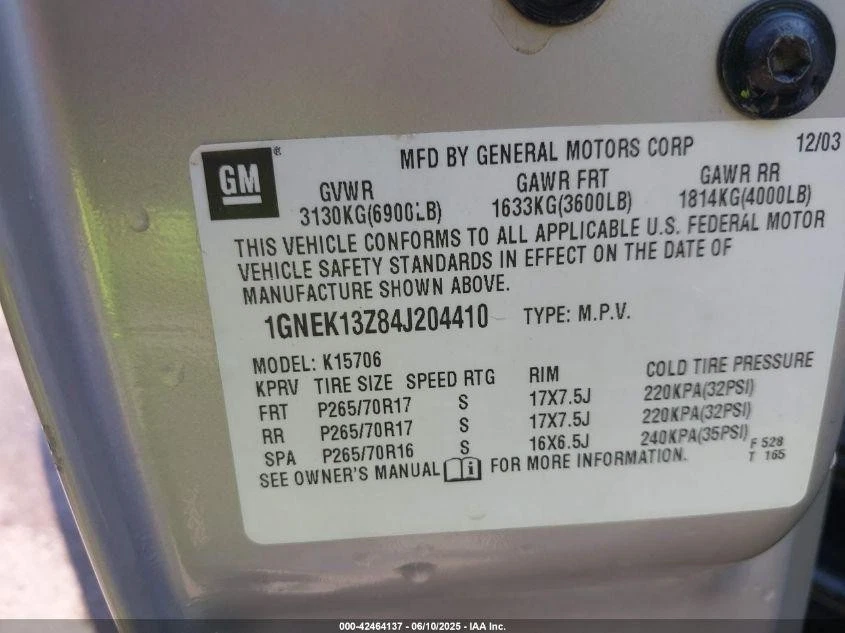 GM
MFD BY GENERAL MOTORS CORP 12/03
GVWR GAWR FRT GAWR RR
3130KG(6900LB) 1633KG(3600LB) 1814KG(4000LB)
THIS VEHICLE CONFORMS TO ALL APPLICABLE U.S. FEDERAL MOTOR
VEHICLE SAFETY STANDARDS IN EFFECT ON THE DATE OF
MANUFACTURE SHOWN ABOVE.
1GNEK13Z84J204410 TYPE: M.P.V.
MODEL: K15706
KPRV TIRE SIZE SPEED RTG RIM COLD TIRE PRESSURE
FRT P265/70R17 S 17X7.5J 220KPA(32PSI)
RR P265/70R17 S 17X7.5J 220KPA(32PSI)
SPA P265/70R16 S 16X6.5J 240KPA(35PSI)
SEE OWNER'S MANUAL i FOR MORE INFORMATION.
F 528
T 165
000-42464137 - 06/10/2025 - IAA Inc.